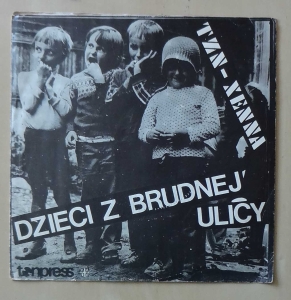 TZN-XENNA
DZIECI Z BRUDNEJ
ULICY
tonpress